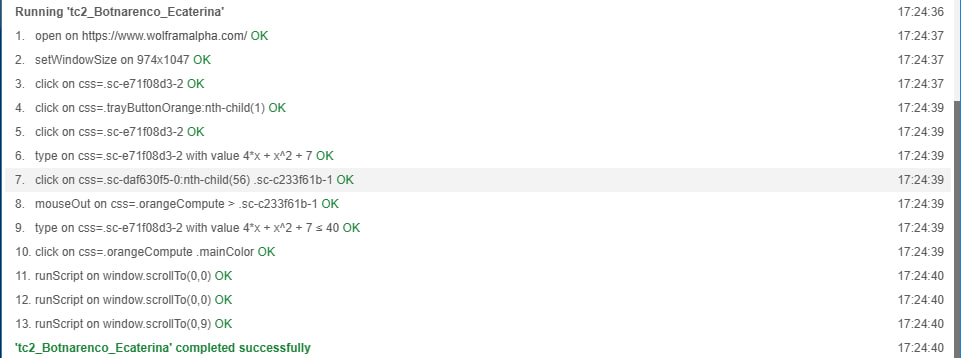 Running 'tc2_Botnarenco_Ecaterina' 17:24:36
1. open on https://www.wolframalpha.com/ OK 17:24:37
2. setWindowSize on 974x1047 OK 17:24:37
3. click on css=.sc-e71f08d3-2 OK 17:24:37
4. click on css=.trayButtonOrange:nth-child(1) OK 17:24:39
5. click on css=.sc-e71f08d3-2 OK 17:24:39
6. type on css=.sc-e71f08d3-2 with value 4*x + x^2 + 7 OK 17:24:39
7. click on css=.sc-daf630f5-0:nth-child(56) .sc-c233f61b-1 OK 17:24:39
8. mouseOut on css=.orangeCompute > .sc-c233f61b-1 OK 17:24:39
9. type on css=.sc-e71f08d3-2 with value 4*x + x^2 + 7 ≤ 40 OK 17:24:39
10. click on css=.orangeCompute .mainColor OK 17:24:39
11. runScript on window.scrollTo(0,0) OK 17:24:40
12. runScript on window.scrollTo(0,0) OK 17:24:40
13. runScript on window.scrollTo(0,9) OK 17:24:40
'tc2_Botnarenco_Ecaterina' completed successfully 17:24:40